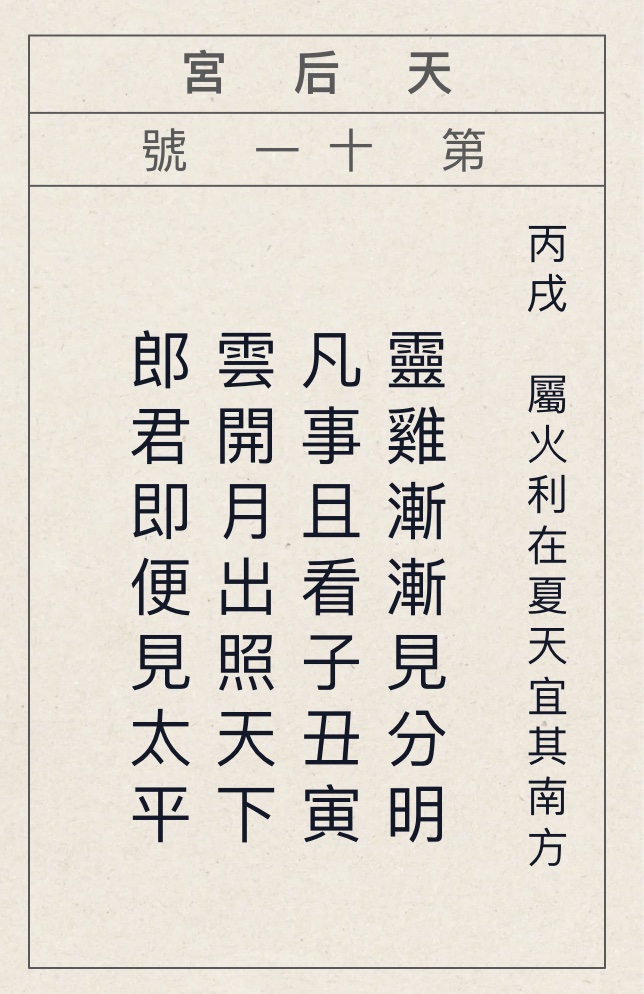 天后宮
第十一號
丙戌 屬火利在夏天宜其南方
靈雞漸漸見分明
凡事且看子丑寅
雲開月出照天下
郎君即便見太平